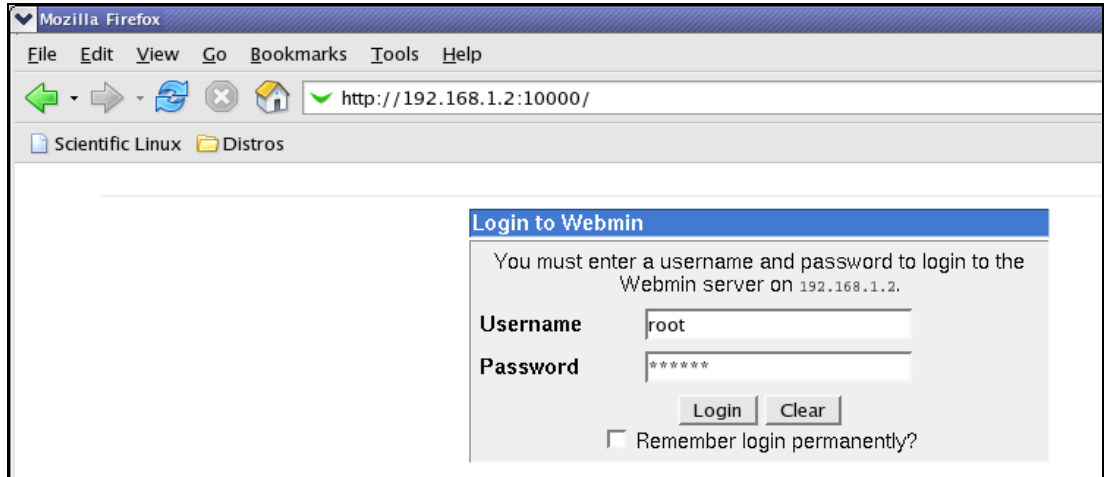 Mozilla Firefox
File Edit View Go Bookmarks Tools Help
http://192.168.1.2:10000/
Scientific Linux Distros
Login to Webmin
You must enter a username and password to login to the
Webmin server on 192.168.1.2.
Username root
Password ******
Login Clear
Remember login permanently?